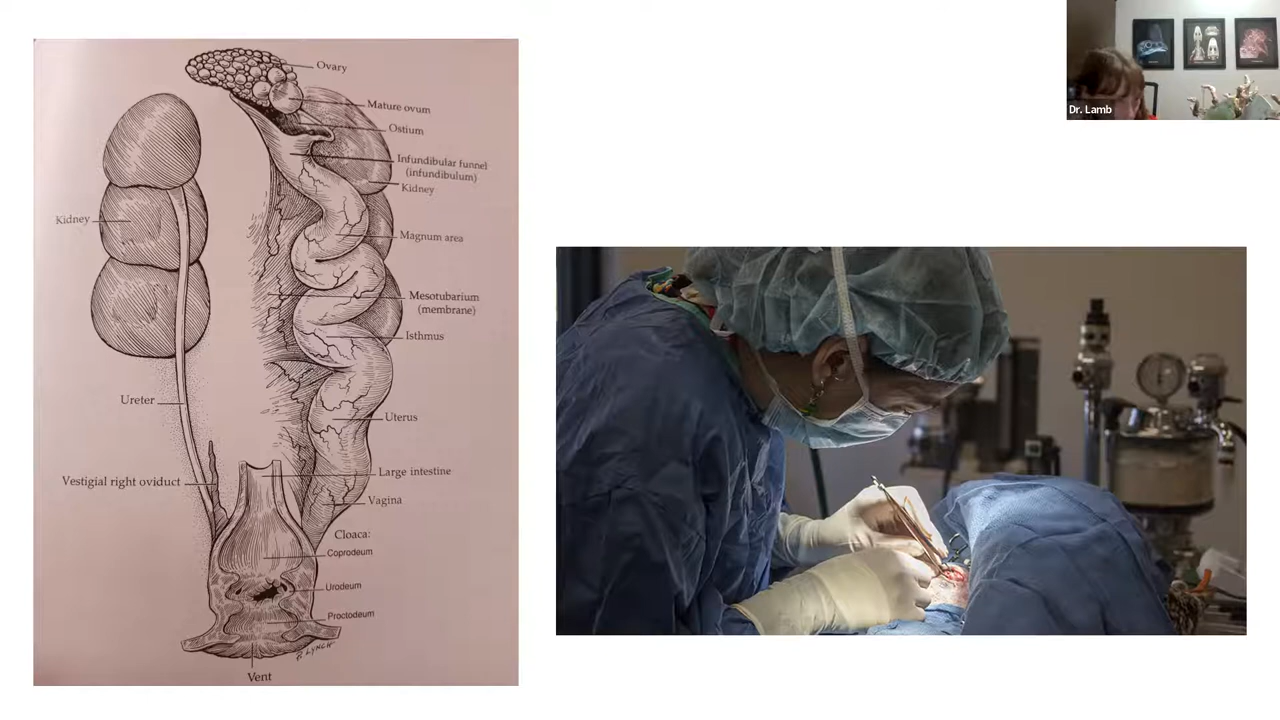 Ovary
Mature ovum
Ostium
Infundibular funnel
(infundibulum)
Kidney
Kidney
Magnum area
Mesotubarium
(membrane)
Isthmus
Ureter
Uterus
Large intestine
Vestigial right oviduct
Vagina
Cloaca:
Coprodeum
Urodeum
Proctodeum
P. LYNCH
Vent
Dr. Lamb